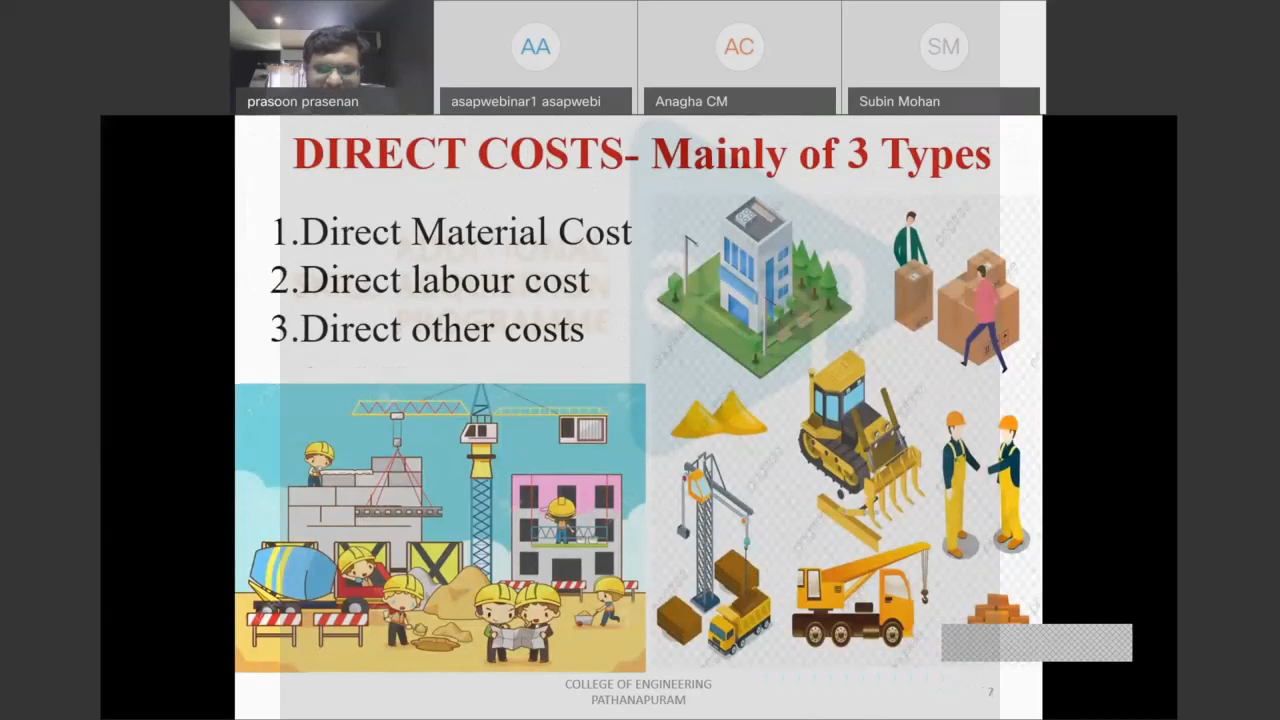 AA
AC
SM
prasoon prasenan
asapwebinar1 asapwebi
Anagha CM
Subin Mohan
DIRECT COSTS- Mainly of 3 Types
1.Direct Material Cost
2.Direct labour cost
3.Direct other costs
COLLEGE OF ENGINEERING
PATHANAPURAM
7